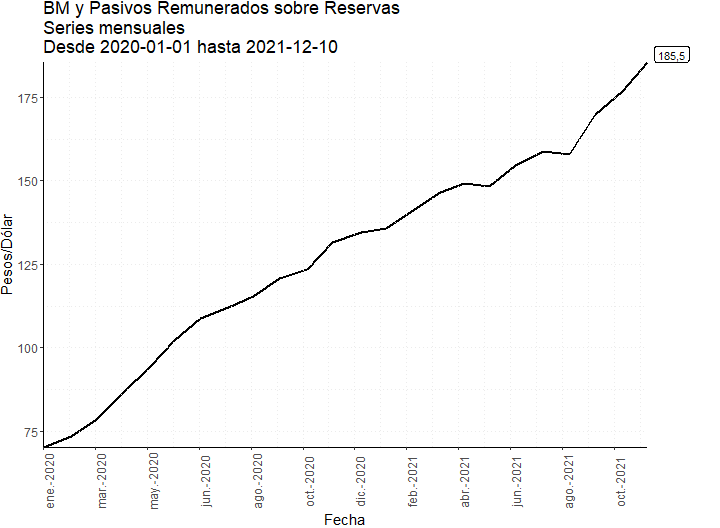 BM y Pasivos Remunerados sobre Reservas
Series mensuales
Desde 2020-01-01 hasta 2021-12-10
185,5
175
150
125
100
75
Pesos/Dólar
ene.-2020
mar.-2020
may.-2020
jun.-2020
ago.-2020
oct.-2020
dic.-2020
feb.-2021
abr.-2021
jun.-2021
ago.-2021
oct.-2021
Fecha